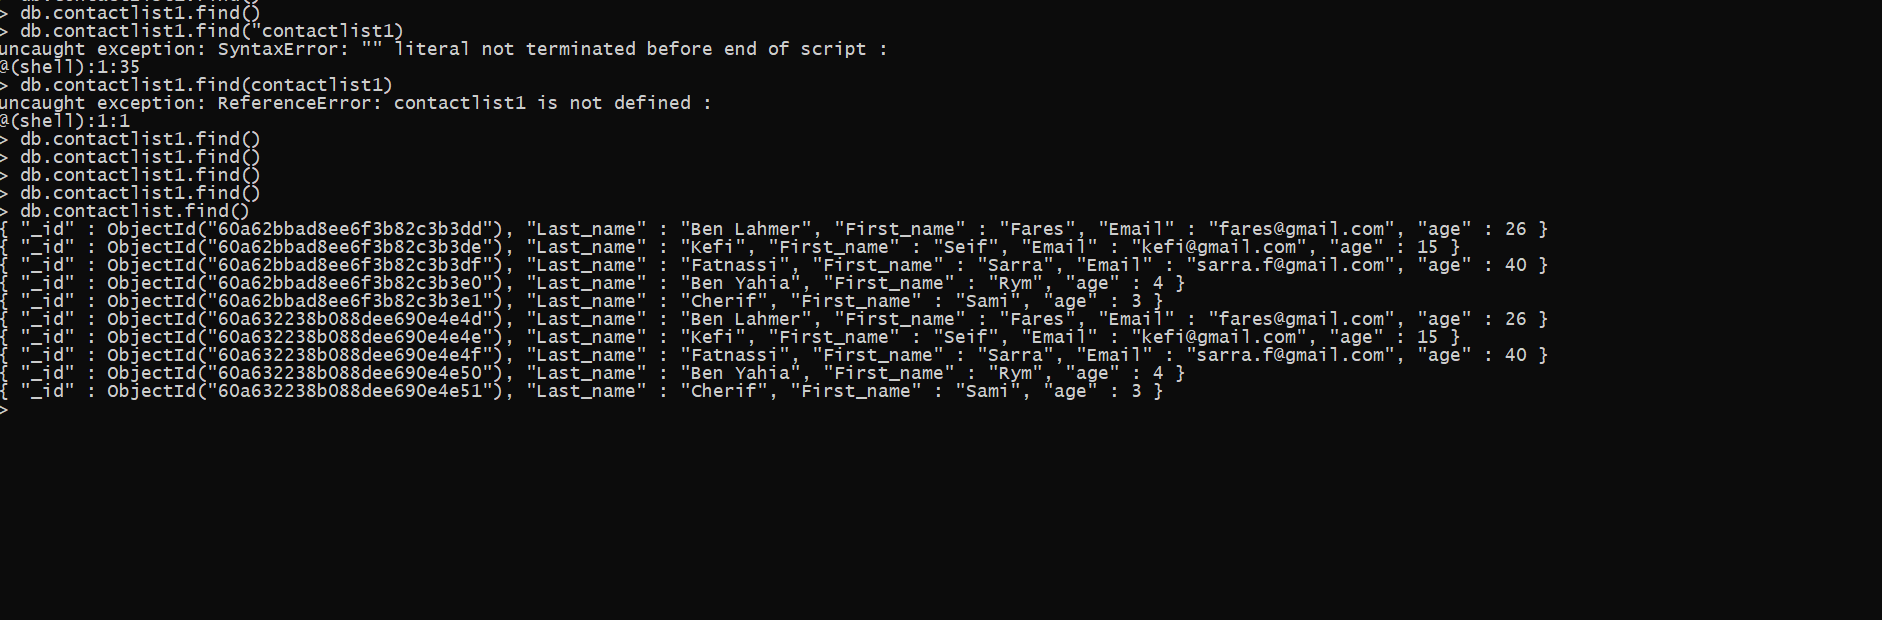 > db.contactlist1.find()
> db.contactlist1.find("contactlist1)
uncaught exception: SyntaxError: "" literal not terminated before end of script :
@(shell):1:35
> db.contactlist1.find(contactlist1)
uncaught exception: ReferenceError: contactlist1 is not defined :
@(shell):1:1
> db.contactlist1.find()
> db.contactlist1.find()
> db.contactlist1.find()
> db.contactlist1.find()
> db.contactlist.find()
{ "_id" : ObjectId("60a62bbad8ee6f3b82c3b3dd"), "Last_name" : "Ben Lahmer", "First_name" : "Fares", "Email" : "fares@gmail.com", "age" : 26 }
{ "_id" : ObjectId("60a62bbad8ee6f3b82c3b3de"), "Last_name" : "Kefi", "First_name" : "Seif", "Email" : "kefi@gmail.com", "age" : 15 }
{ "_id" : ObjectId("60a62bbad8ee6f3b82c3b3df"), "Last_name" : "Fatnassi", "First_name" : "Sarra", "Email" : "sarra.f@gmail.com", "age" : 40 }
{ "_id" : ObjectId("60a62bbad8ee6f3b82c3b3e0"), "Last_name" : "Ben Yahia", "First_name" : "Rym", "age" : 4 }
{ "_id" : ObjectId("60a62bbad8ee6f3b82c3b3e1"), "Last_name" : "Cherif", "First_name" : "Sami", "age" : 3 }
{ "_id" : ObjectId("60a632238b088dee690e4e4d"), "Last_name" : "Ben Lahmer", "First_name" : "Fares", "Email" : "fares@gmail.com", "age" : 26 }
{ "_id" : ObjectId("60a632238b088dee690e4e4e"), "Last_name" : "Kefi", "First_name" : "Seif", "Email" : "kefi@gmail.com", "age" : 15 }
{ "_id" : ObjectId("60a632238b088dee690e4e4f"), "Last_name" : "Fatnassi", "First_name" : "Sarra", "Email" : "sarra.f@gmail.com", "age" : 40 }
{ "_id" : ObjectId("60a632238b088dee690e4e50"), "Last_name" : "Ben Yahia", "First_name" : "Rym", "age" : 4 }
{ "_id" : ObjectId("60a632238b088dee690e4e51"), "Last_name" : "Cherif", "First_name" : "Sami", "age" : 3 }
>